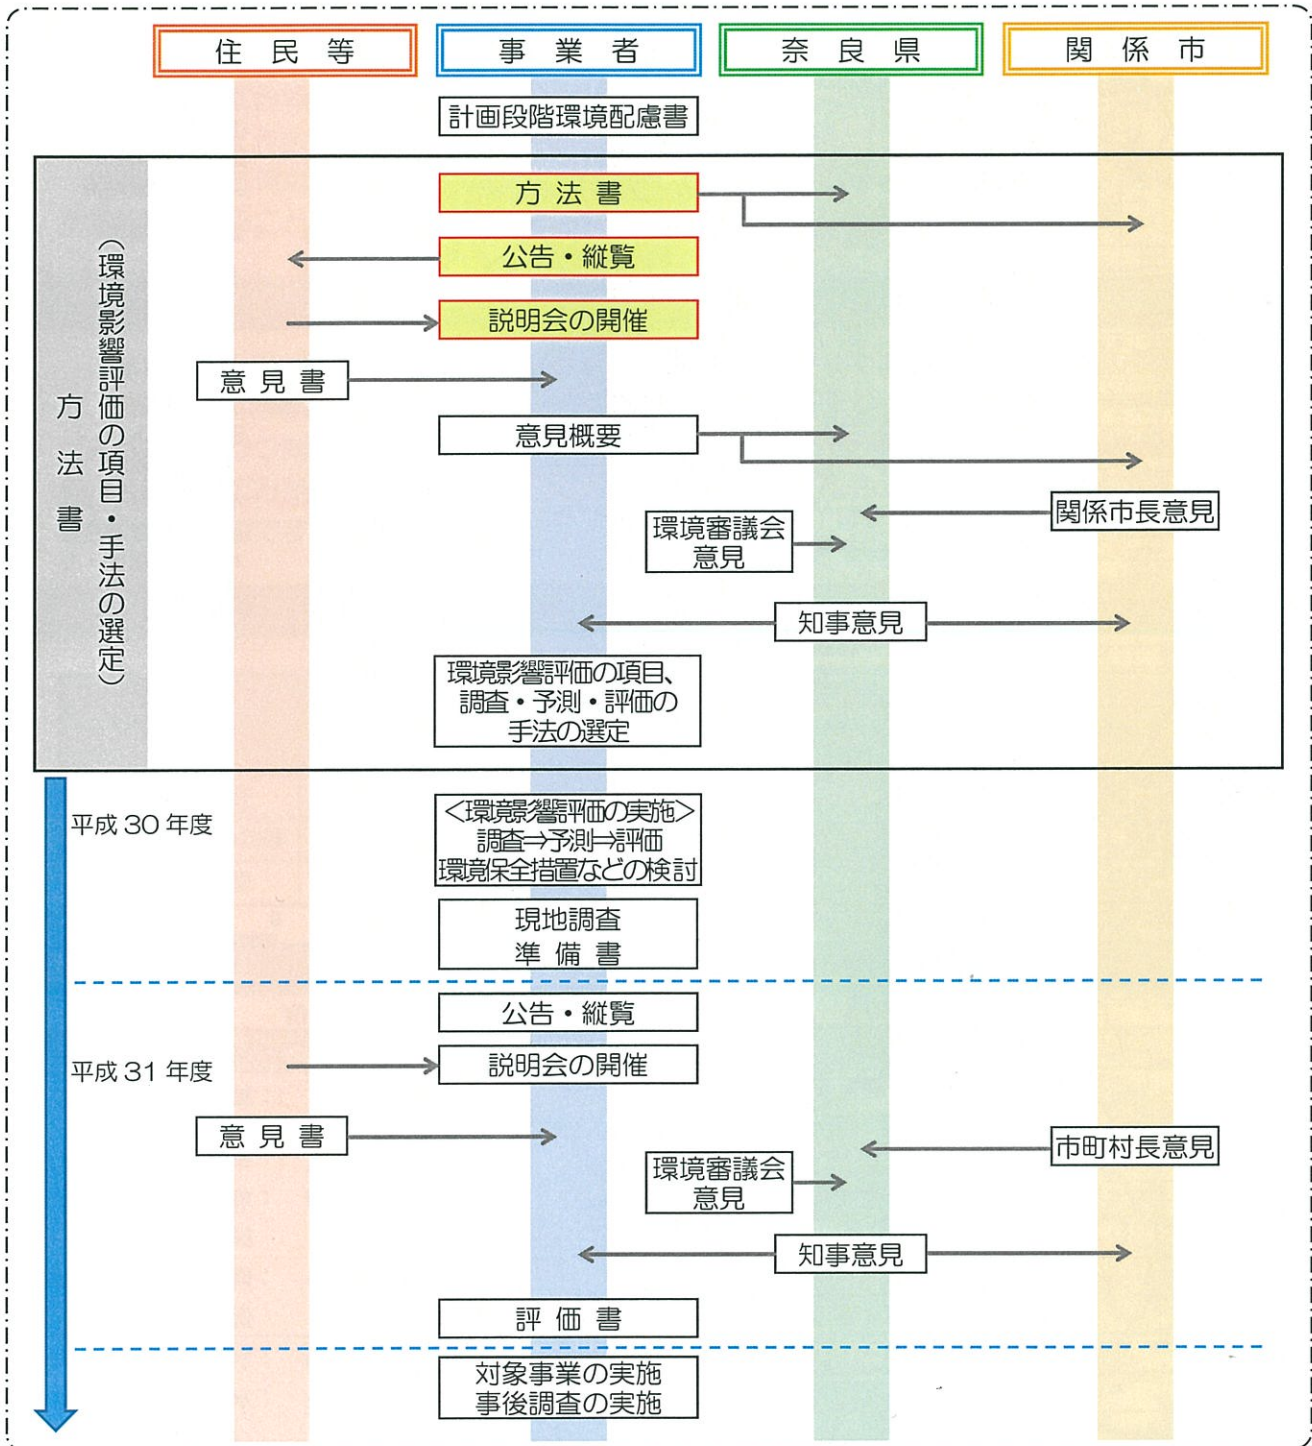 住民等
事業者
奈良県
関係市
計画段階環境配慮書
方法書
(環境影響評価の項目・手法の選定)
方法書
公告・縦覧
説明会の開催
意見書
意見概要
関係市長意見
環境審議会
意見
知事意見
環境影響評価の項目、
調査・予測・評価の
手法の選定
平成30年度
<環境影響評価の実施>
調査⇒予測⇒評価
環境保全措置などの検討
現地調査
準備書
公告・縦覧
平成31年度
説明会の開催
意見書
市町村長意見
環境審議会
意見
知事意見
評価書
対象事業の実施
事後調査の実施